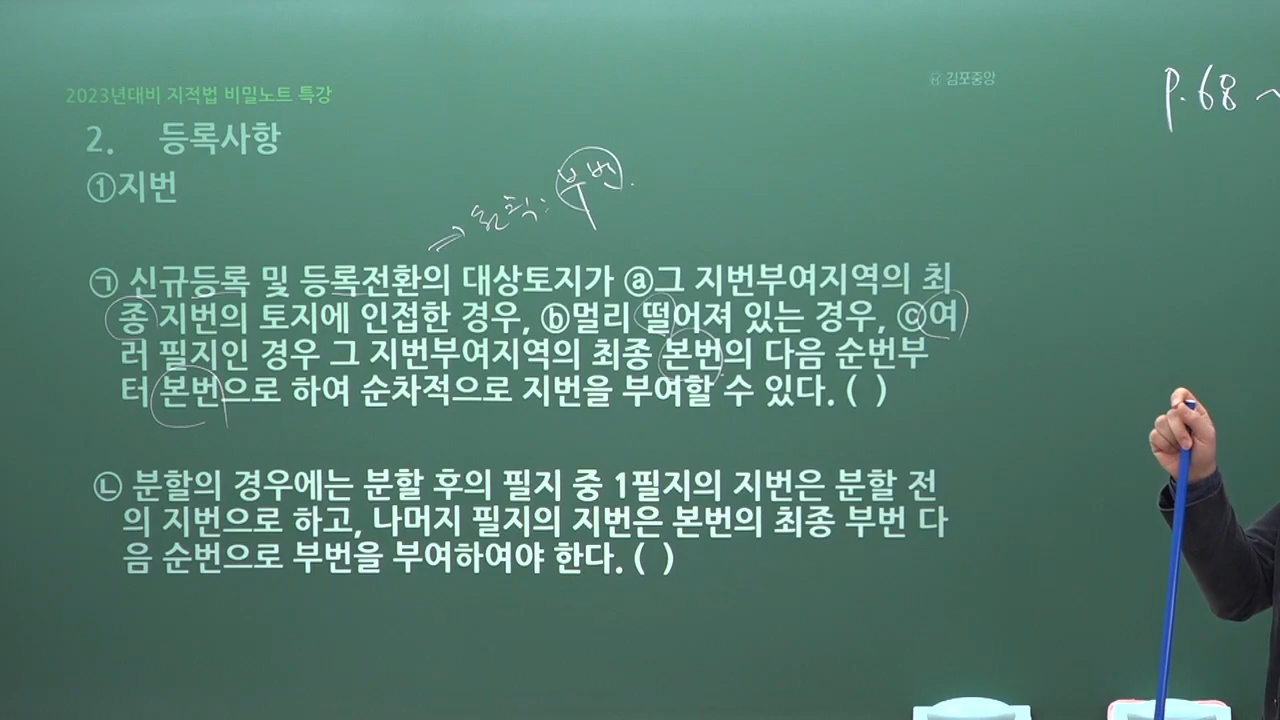 2023년대비 지적법 비밀노트 특강
김포중앙
P.68 ~
2. 등록사항
①지번
→ 원칙: 부번.
㉠ 신규등록 및 등록전환의 대상토지가 ⓐ그 지번부여지역의 최
종 지번의 토지에 인접한 경우, ⓑ멀리 떨어져 있는 경우, ⓒ여
러 필지인 경우 그 지번부여지역의 최종 본번의 다음 순번부
터 본번으로 하여 순차적으로 지번을 부여할 수 있다. ( )
㉡ 분할의 경우에는 분할 후의 필지 중 1필지의 지번은 분할 전
의 지번으로 하고, 나머지 필지의 지번은 본번의 최종 부번 다
음 순번으로 부번을 부여하여야 한다. ( )